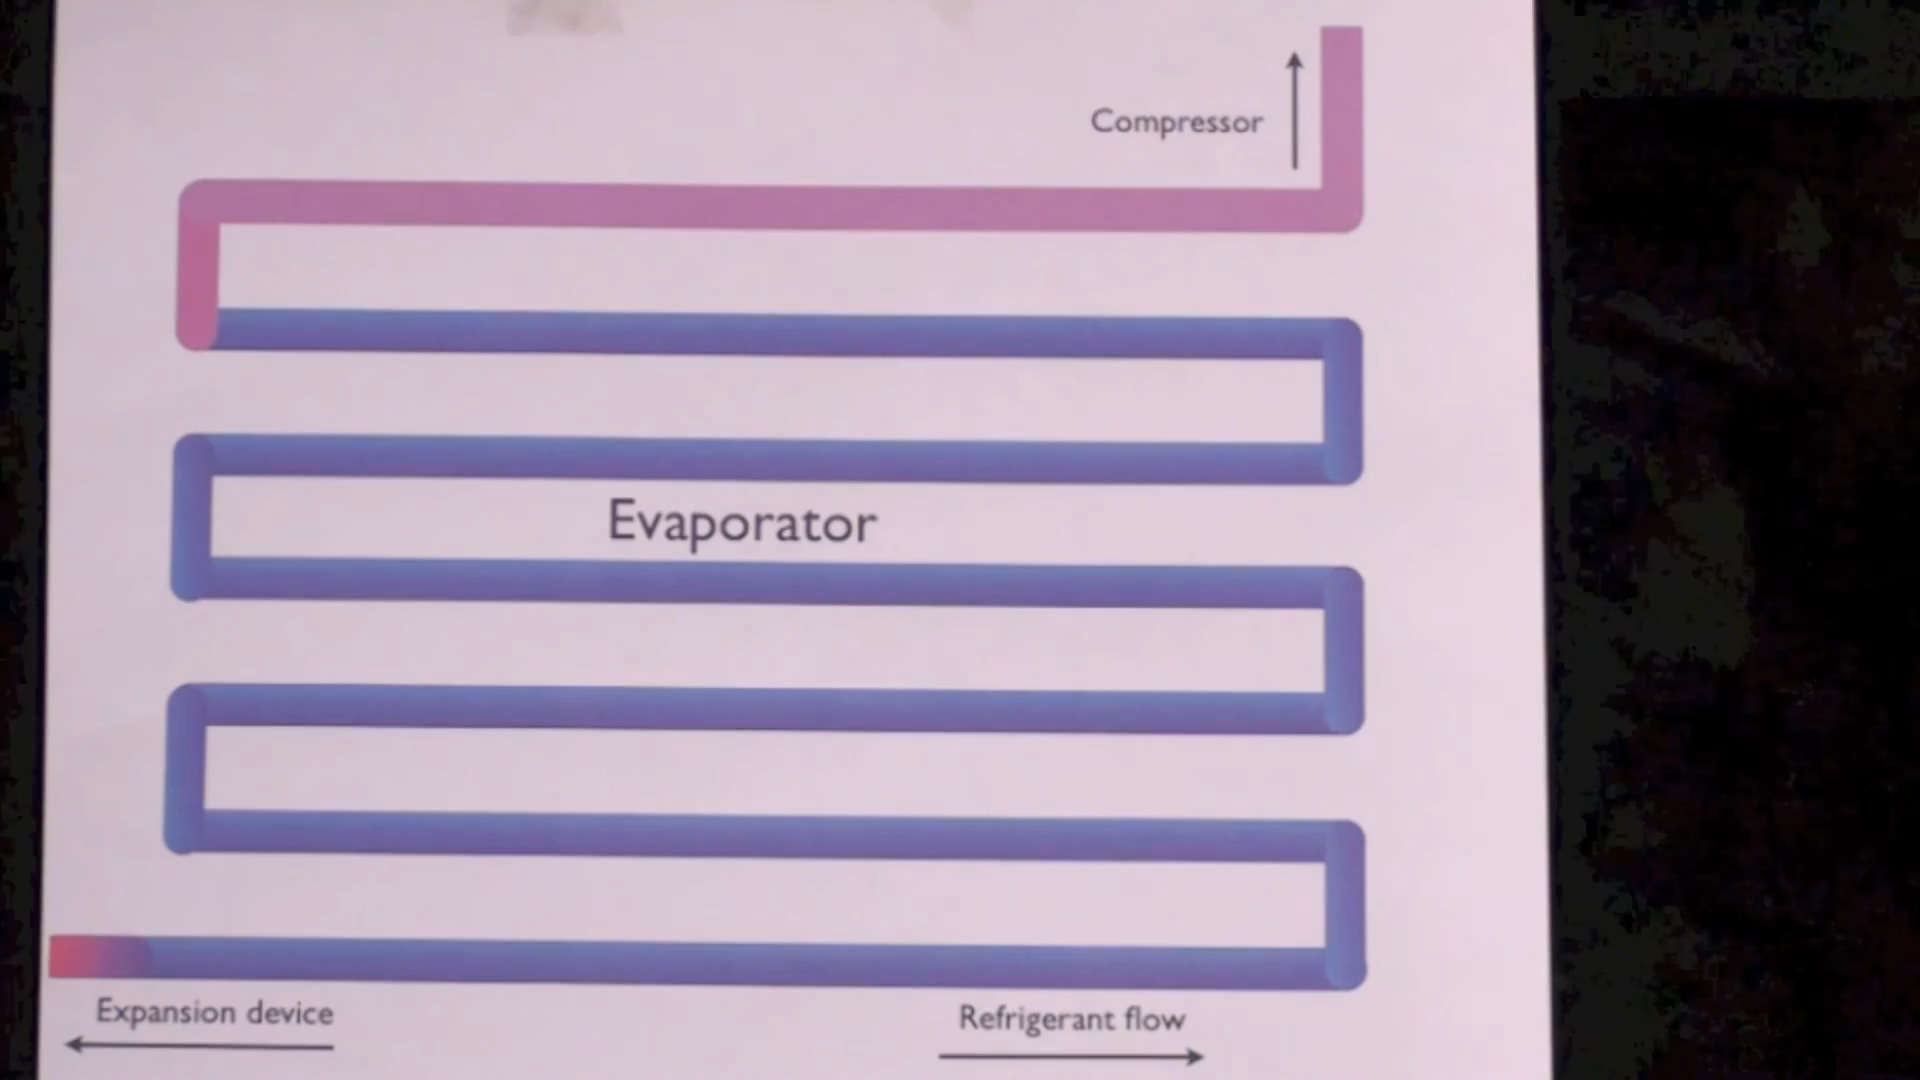 Compressor
Evaporator
Expansion device
Refrigerant flow